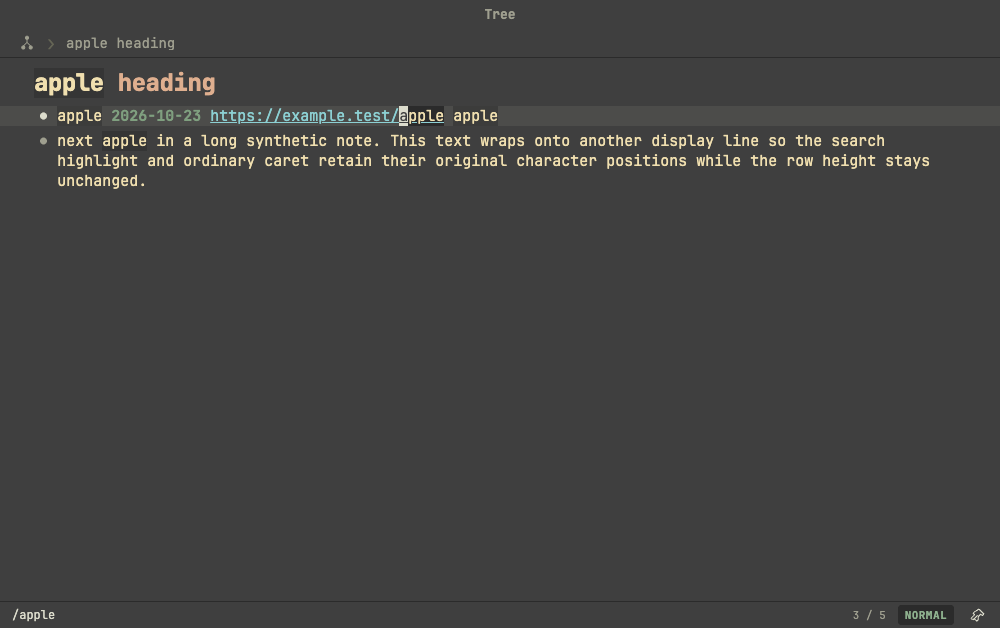 Tree
apple heading
apple heading
apple 2026-10-23 https://example.test/apple apple
next apple in a long synthetic note. This text wraps onto another display line so the search
highlight and ordinary caret retain their original character positions while the row height stays
unchanged.
/apple 3 / 5 NORMAL